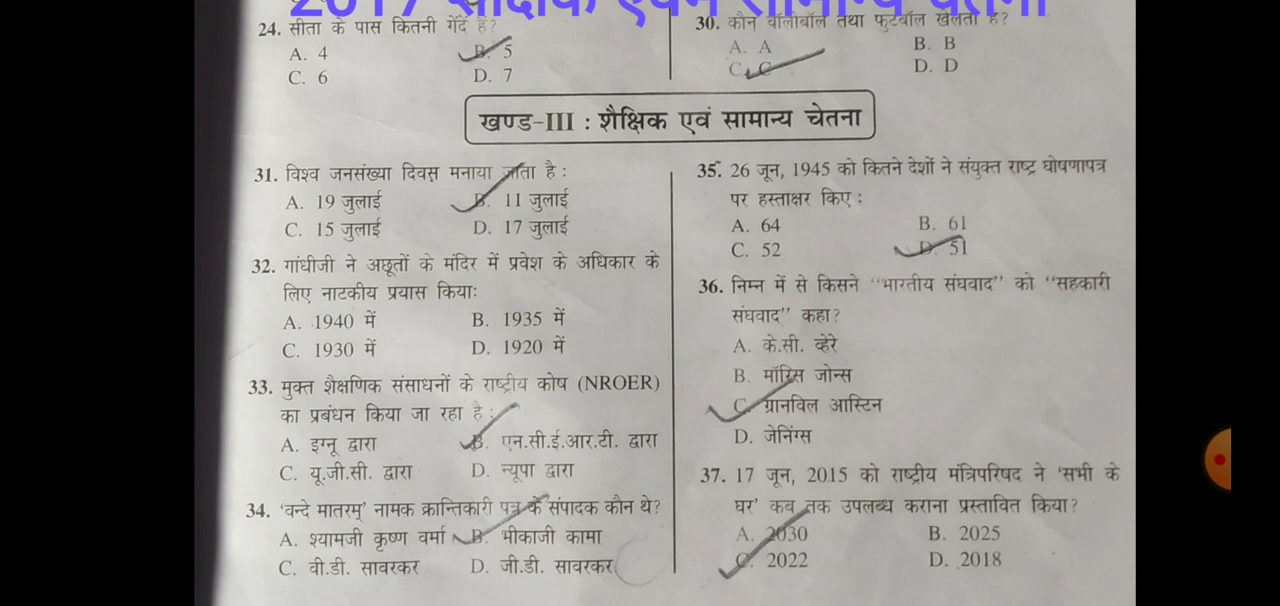 2017 शैक्षिक एवम सामान्य चेतना
24. सीता के पास कितनी गेंदें हैं?
A. 4 B. 5
C. 6 D. 7
खण्ड-III : शैक्षिक एवं सामान्य चेतना
31. विश्व जनसंख्या दिवस मनाया जाता है :
A. 19 जुलाई B. 11 जुलाई
C. 15 जुलाई D. 17 जुलाई
32. गांधीजी ने अछूतों के मंदिर में प्रवेश के अधिकार के
लिए नाटकीय प्रयास किया:
A. 1940 में B. 1935 में
C. 1930 में D. 1920 में
33. मुक्त शैक्षणिक संसाधनों के राष्ट्रीय कोष (NROER)
का प्रबंधन किया जा रहा है :
A. इग्नू द्वारा B. एन.सी.ई.आर.टी. द्वारा
C. यू.जी.सी. द्वारा D. न्यूपा द्वारा
34. 'वन्दे मातरम्' नामक क्रान्तिकारी पत्र के संपादक कौन थे?
A. श्यामजी कृष्ण वर्मा B. भीकाजी कामा
C. वी.डी. सावरकर D. जी.डी. सावरकर
30. कौन वॉलीबॉल तथा फुटबॉल खेलता है?
A. A B. B
C. C D. D
35. 26 जून, 1945 को कितने देशों ने संयुक्त राष्ट्र घोषणापत्र
पर हस्ताक्षर किए :
A. 64 B. 61
C. 52 D. 51
36. निम्न में से किसने "भारतीय संघवाद" को "सहकारी
संघवाद" कहा?
A. के.सी. व्हेरे
B. मॉरिस जोन्स
C. ग्रानविल आस्टिन
D. जेनिंग्स
37. 17 जून, 2015 को राष्ट्रीय मंत्रिपरिषद ने 'सभी के
घर' कब तक उपलब्ध कराना प्रस्तावित किया?
A. 2030 B. 2025
C. 2022 D. 2018